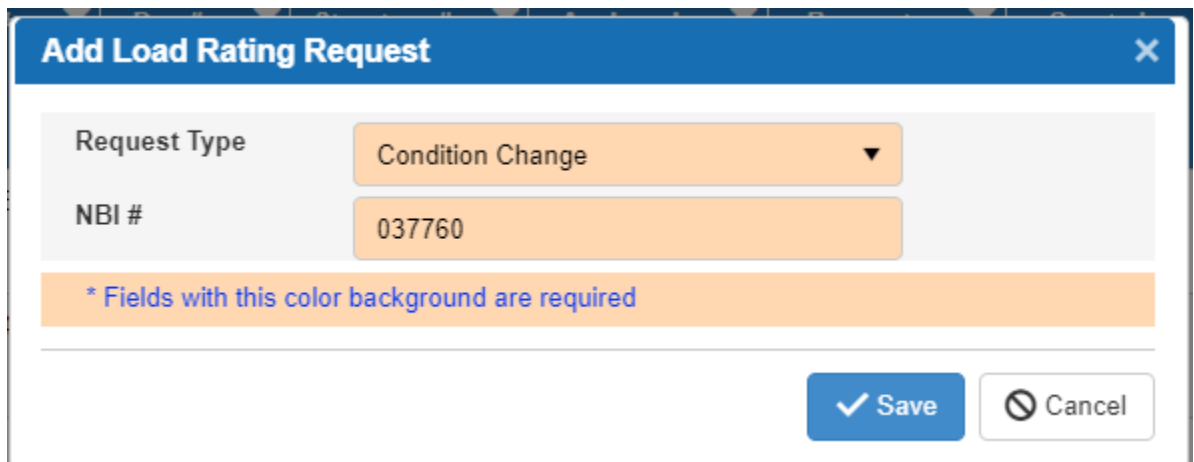 Add Load Rating Request
Request Type Condition Change
NBI # 037760
* Fields with this color background are required
Save Cancel